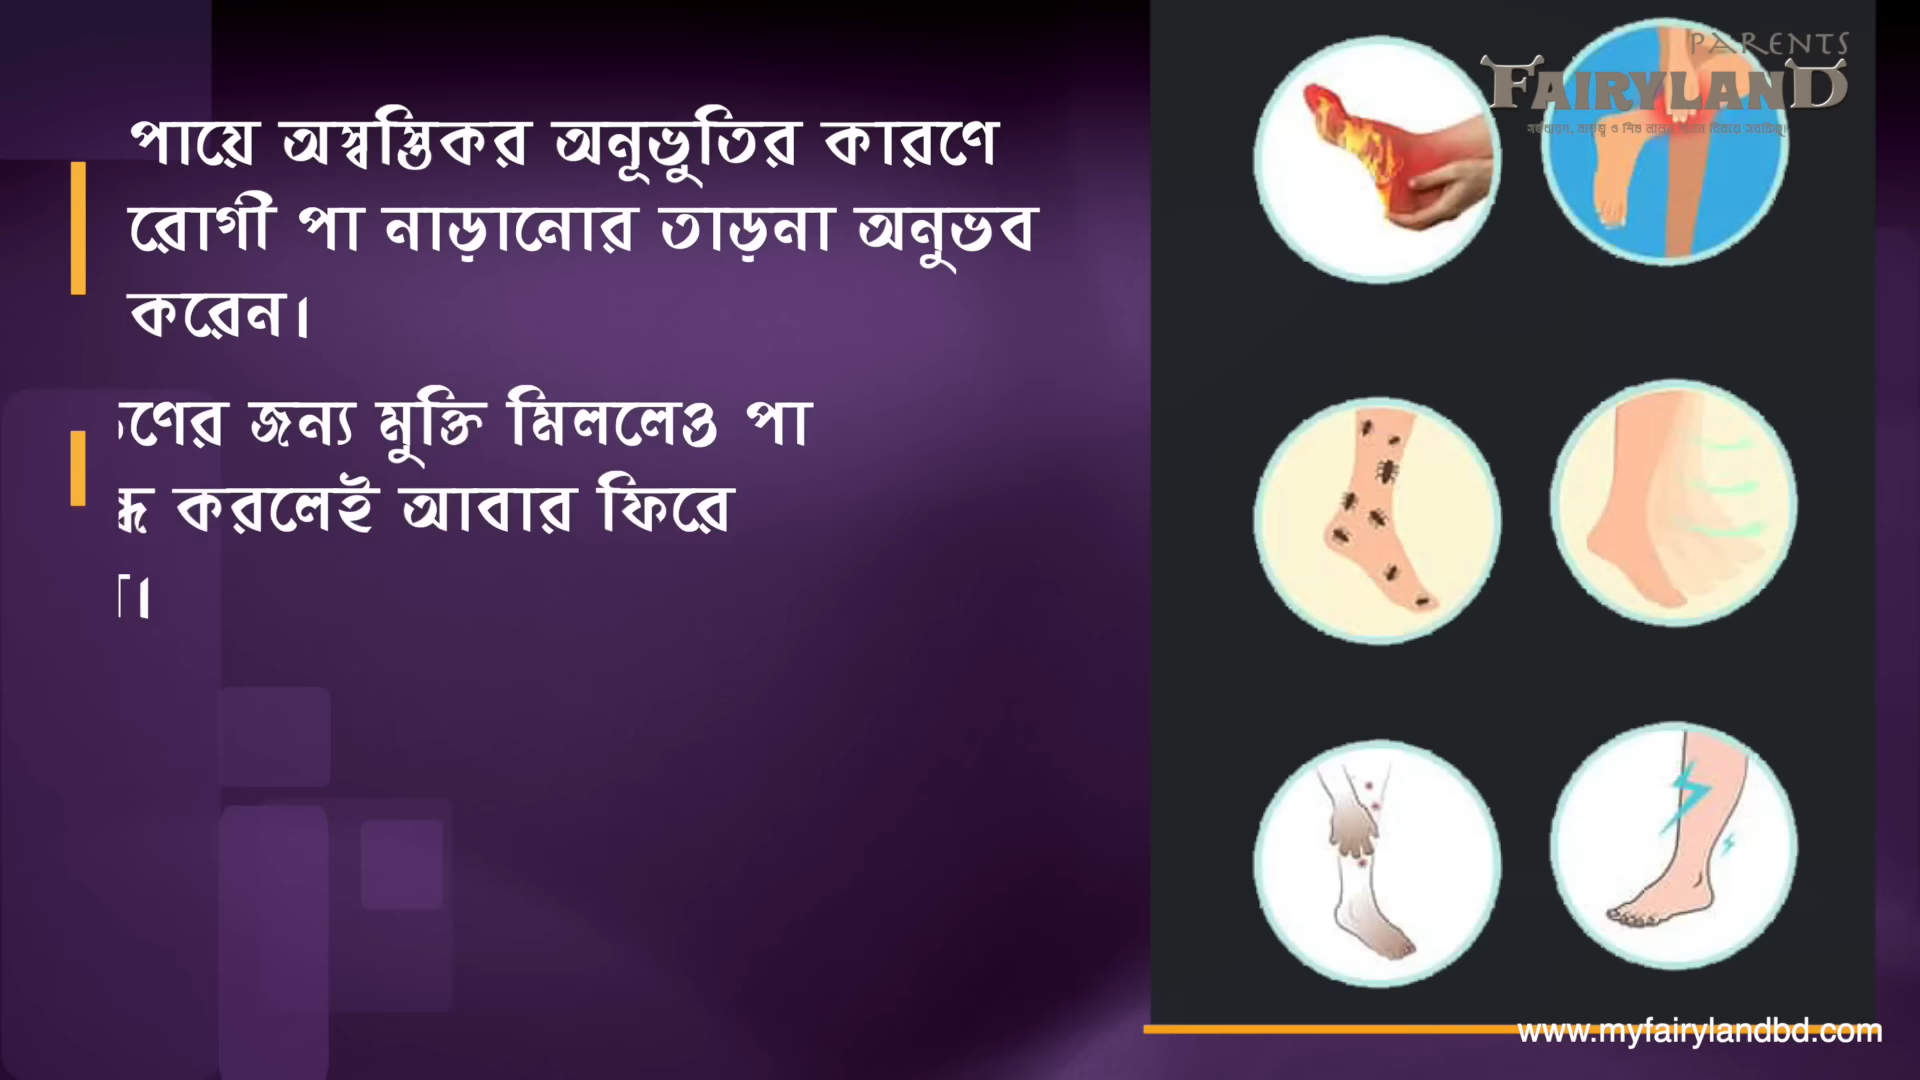 পায়ে অস্বস্তিকর অনূভুতির কারণে
রোগী পা নাড়ানোর তাড়না অনুভব
করেন।
ণের জন্য মুক্তি মিললেও পা
করলেই আবার ফিরে
PARENTS
FAIRYLAND
www.myfairylandbd.com